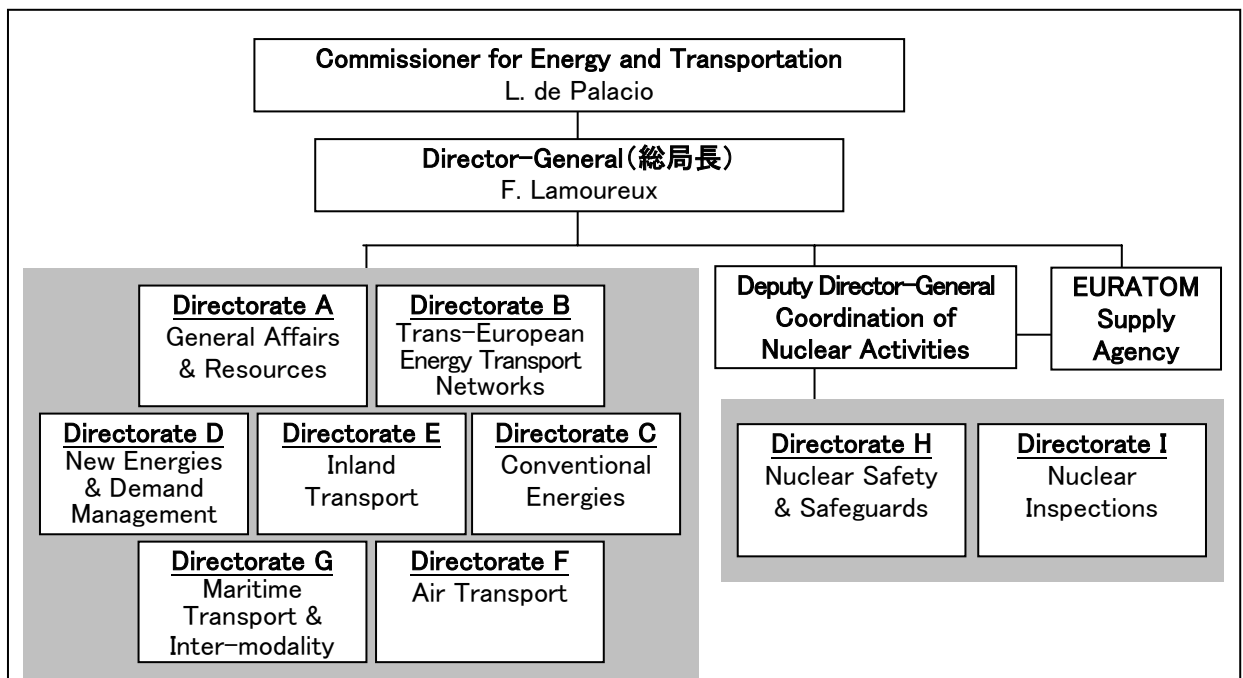 Commissioner for Energy and Transportation
L. de Palacio
Director-General(総局長)
F. Lamoureux
Directorate A
General Affairs
& Resources
Directorate B
Trans-European
Energy Transport
Networks
Deputy Director-General
Coordination of
Nuclear Activities
EURATOM
Supply
Agency
Directorate D
New Energies
& Demand
Management
Directorate E
Inland
Transport
Directorate C
Conventional
Energies
Directorate H
Nuclear Safety
& Safeguards
Directorate I
Nuclear
Inspections
Directorate G
Maritime
Transport &
Inter-modality
Directorate F
Air Transport